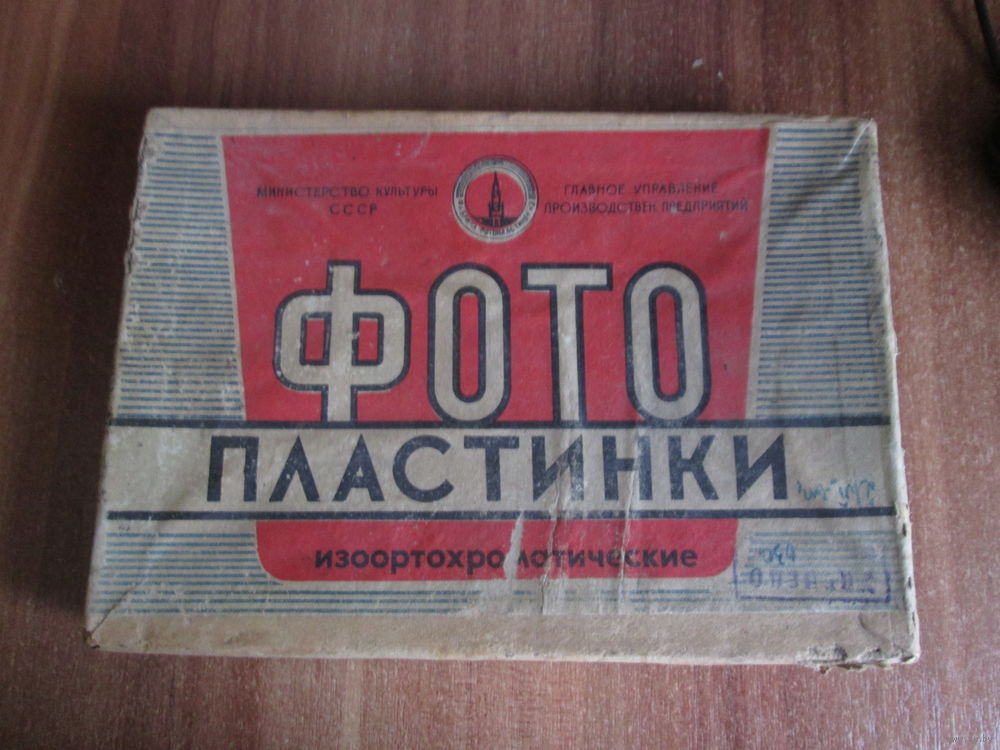 МИНИСТЕРСТВО КУЛЬТУРЫ
СССР
ГЛАВНОЕ УПРАВЛЕНИЕ
ПРОИЗВОДСТВЕН. ПРЕДПРИЯТИЙ
ФОТО
ПЛАСТИНКИ
изоортохроматические